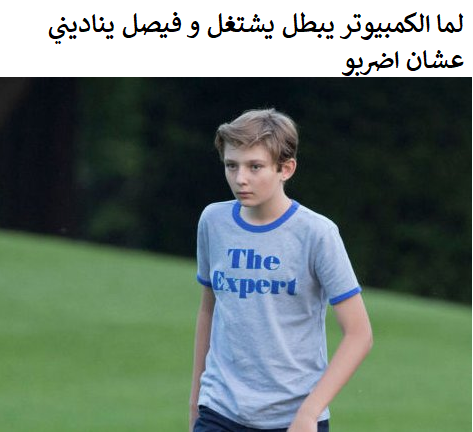 لما الكمبيوتر يبطل يشتغل و فيصل يناديني
عشان اضربو
The
Expert